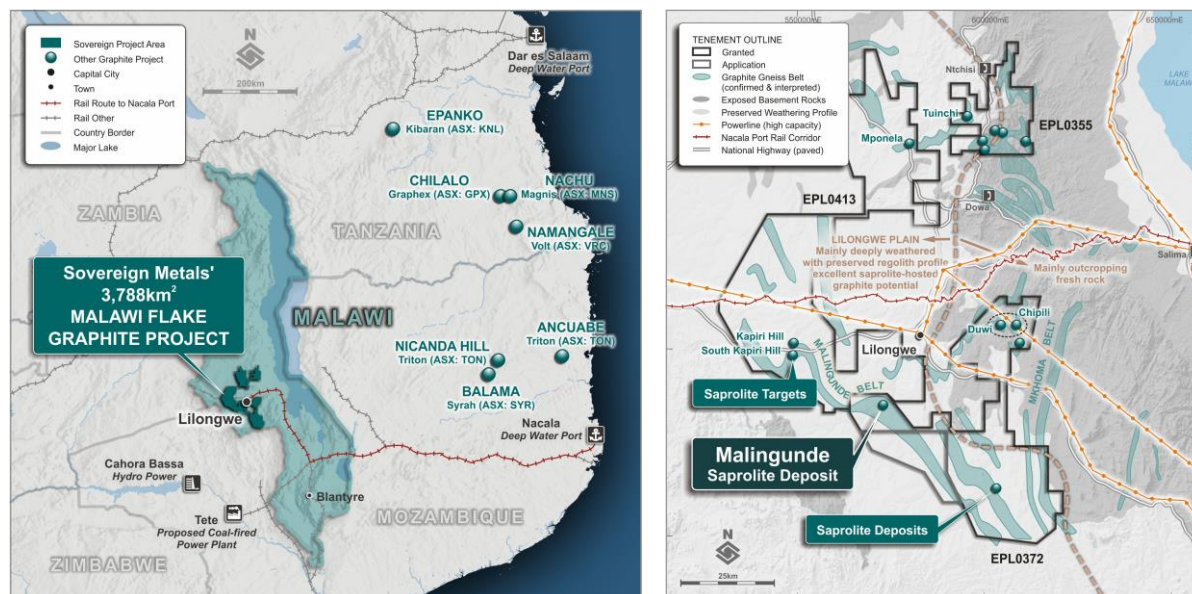 Sovereign Project Area
Other Graphite Project
Capital City
Town
Rail Route to Nacala Port
Rail Other
Country Border
Major Lake
N
200km
Dar es Salaam
Deep Water Port
EPANKO
Kibaran (ASX: KNL)
CHILALO
Graphex (ASX: GPX)
NACHU
Magnis (ASX: MNS)
ZAMBIA
TANZANIA
NAMANGALE
Volt (ASX: VRC)
Sovereign Metals'
3,788km²
MALAWI FLAKE
GRAPHITE PROJECT
MALAWI
ANCUABE
Triton (ASX: TON)
NICANDA HILL
Triton (ASX: TON)
BALAMA
Syrah (ASX: SYR)
Lilongwe
Nacala
Deep Water Port
Cahora Bassa
Hydro Power
Blantyre
Tete
Proposed Coal-fired
Power Plant
MOZAMBIQUE
ZIMBABWE
550000mE
600000mE
650000mE
TENEMENT OUTLINE
Granted
Application
Graphite Gneiss Belt
(confirmed & interpreted)
Exposed Basement Rocks
Preserved Weathering Profile
Powerline (high capacity)
Nacala Port Rail Corridor
National Highway (paved)
Ntchisi
LAKE
Tuinchi
EPL0355
Mponela
EPL0413
Dowa
LILONGWE PLAIN
Mainly deeply weathered
with preserved regolith profile
excellent saprolite-hosted
graphite potential
Salima
Mainly outcropping
fresh rock
Chipili
Duwi
Kapiri Hill
South Kapiri Hill
Lilongwe
MALINGUNDE BELT
MKHOMA BELT
Saprolite Targets
Malingunde
Saprolite Deposit
Saprolite Deposits
EPL0372
N
25km